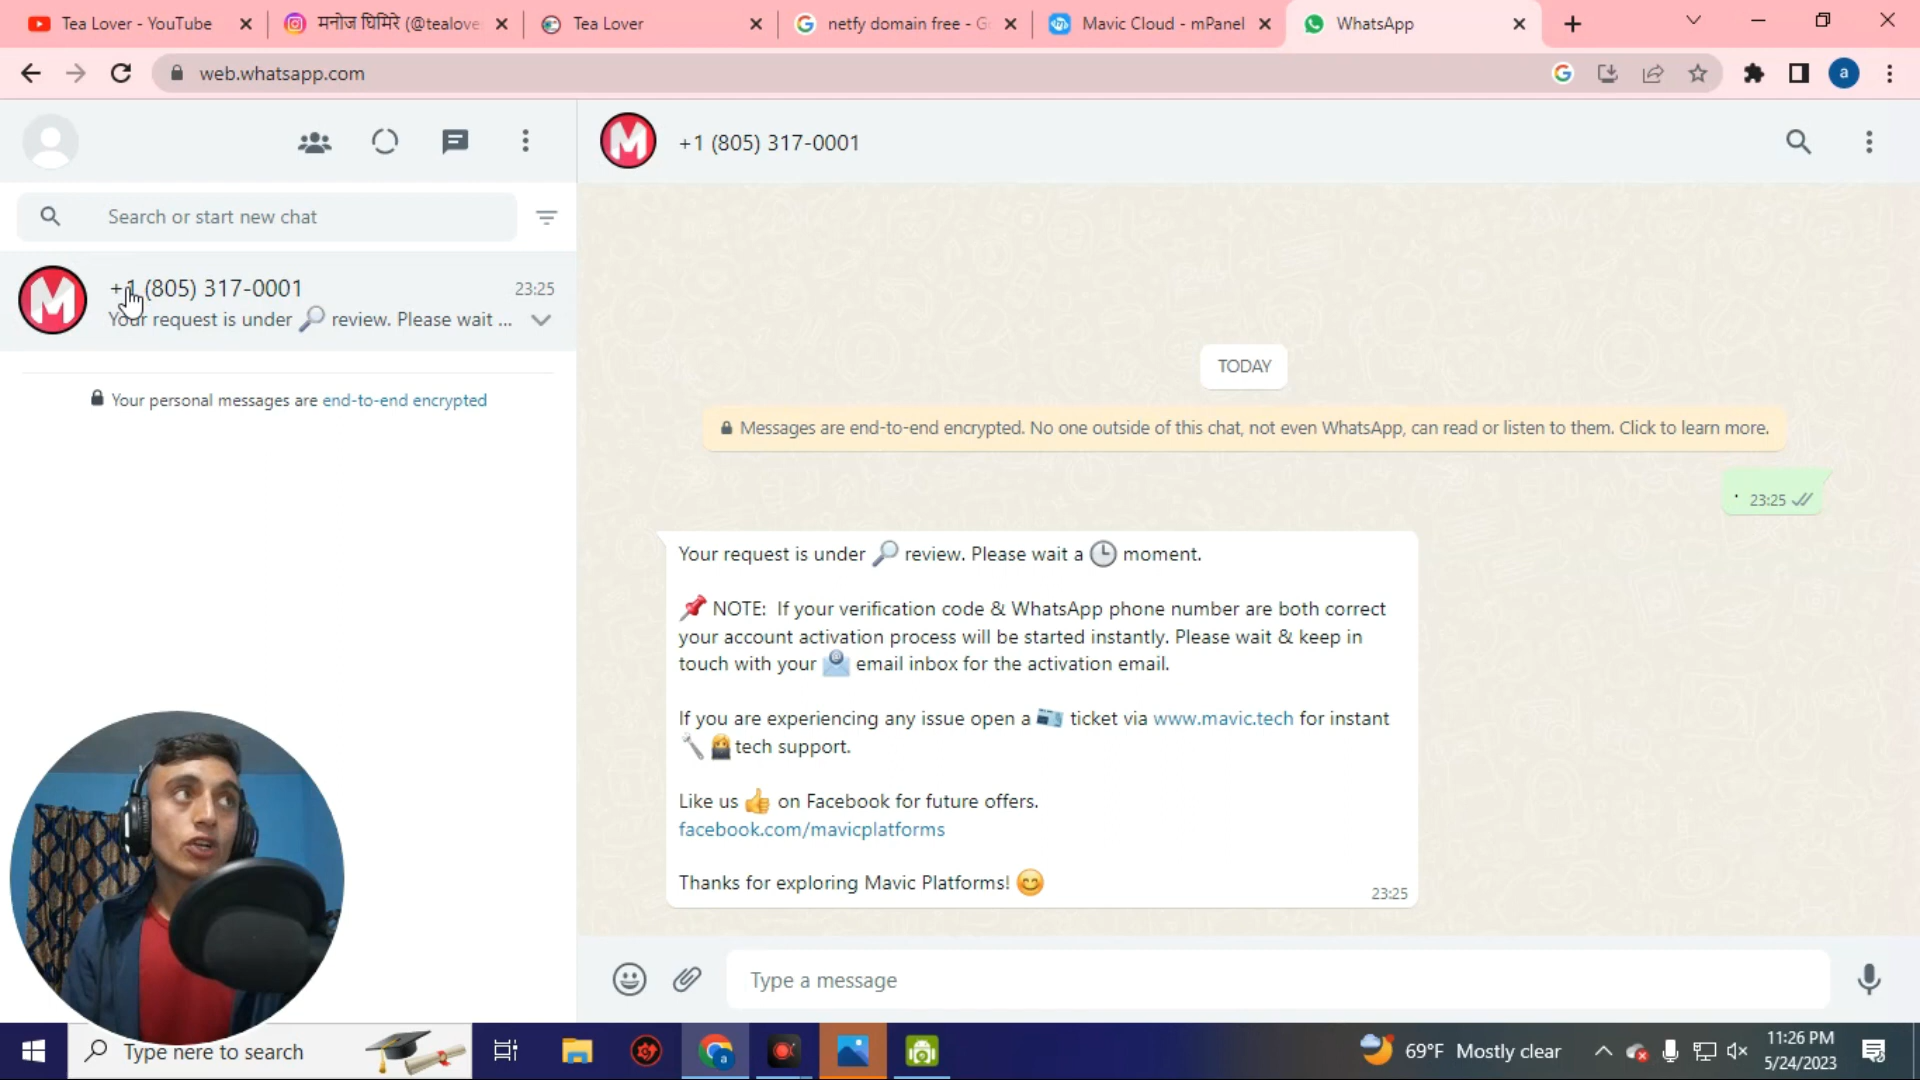 Tea Lover - YouTube
मनोज घिमिरे (@tealove
Tea Lover
netfy domain free - G
Mavic Cloud - mPanel
WhatsApp
web.whatsapp.com
a
+1 (805) 317-0001
Search or start new chat
+1 (805) 317-0001
23:25
Your request is under 🔎 review. Please wait ...
Your personal messages are end-to-end encrypted
TODAY
Messages are end-to-end encrypted. No one outside of this chat, not even WhatsApp, can read or listen to them. Click to learn more.
. 23:25
Your request is under 🔎 review. Please wait a 🕒 moment.
📌 NOTE: If your verification code & WhatsApp phone number are both correct
your account activation process will be started instantly. Please wait & keep in
touch with your 📧 email inbox for the activation email.
If you are experiencing any issue open a 🎫 ticket via www.mavic.tech for instant
🔧 👩‍💻tech support.
Like us 👍 on Facebook for future offers.
facebook.com/mavicplatforms
Thanks for exploring Mavic Platforms! 😊
23:25
Type a message
Type here to search
69°F Mostly clear
11:26 PM
5/24/2023